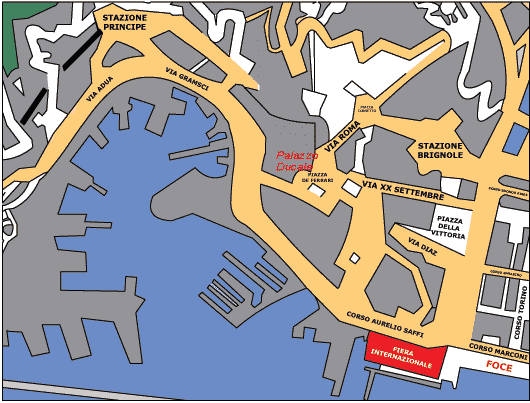 STAZIONE
PRINCIPE
VIA ADUA
VIA GRAMSCI
PIAZZA
CORVETTO
VIA ROMA
Palazzo
Ducale
PIAZZA
DE FERRARI
STAZIONE
BRIGNOLE
VIA XX SETTEMBRE
PIAZZA
DELLA
VITTORIA
VIA DIAZ
CORSO TORINO
CORSO AURELIO SAFFI
CORSO MARCONI
FIERA
INTERNAZIONALE
FOCE